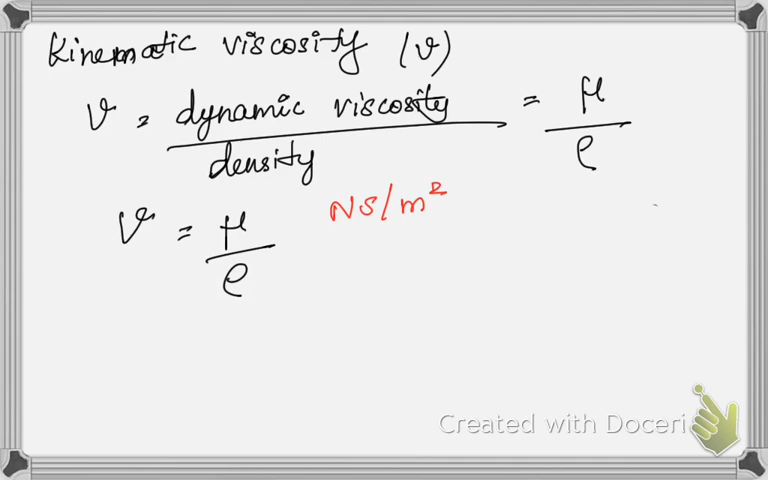 Kinematic viscosity (ϑ)
ϑ = dynamic viscosity / density = μ / ρ
ϑ = μ / ρ NS/m²
Created with Doceri